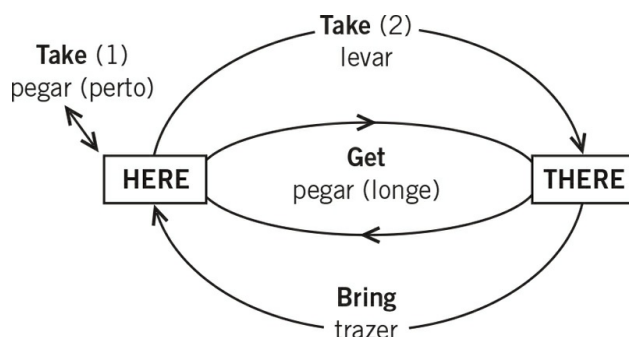 Take (2)
levar
Take (1)
pegar (perto)
HERE
Get
pegar (longe)
THERE
Bring
trazer